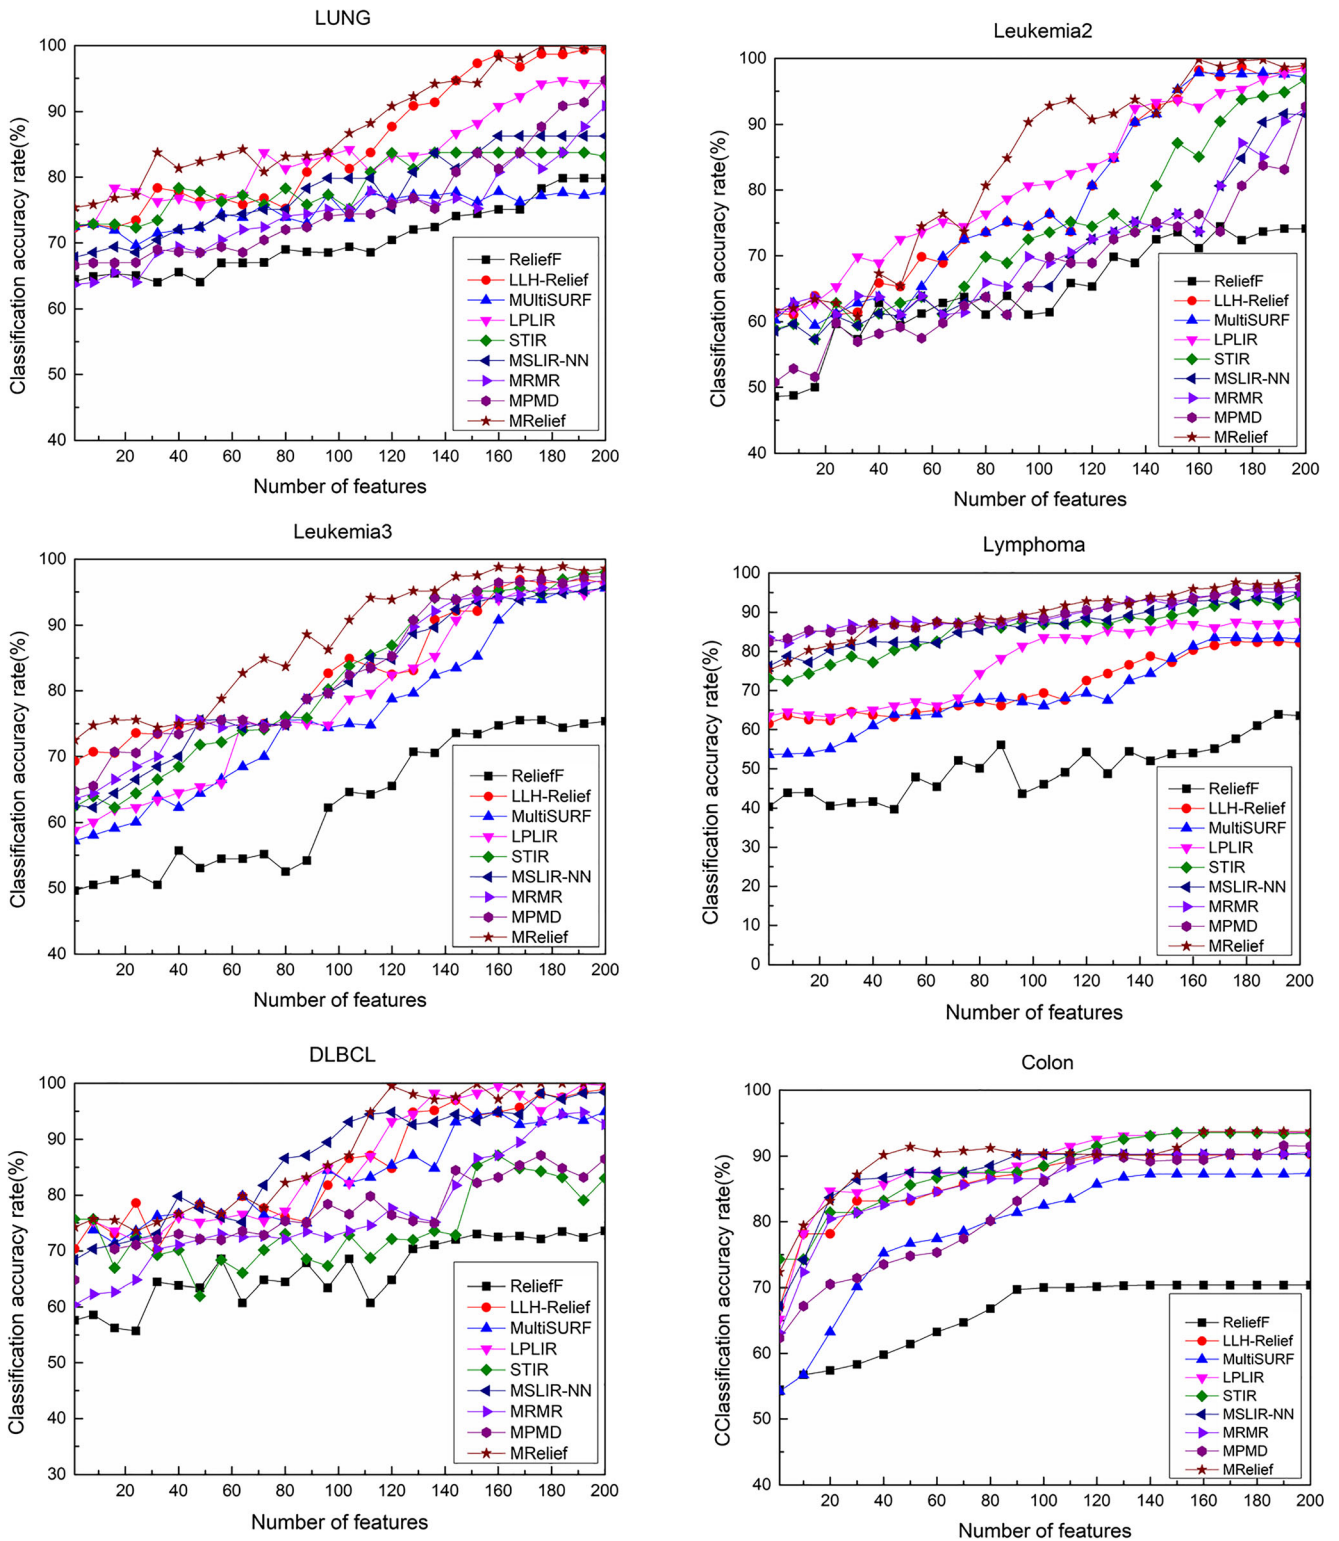 LUNG
Classification accuracy rate(%)
100
90
80
70
60
50
40
20 40 60 80 100 120 140 160 180 200
Number of features
ReliefF
LLH-Relief
MUltiSURF
LPLIR
STIR
MSLIR-NN
MRMR
MPMD
MRelief
Leukemia2
Classification accuracy rate(%)
100
90
80
70
60
50
40
20 40 60 80 100 120 140 160 180 200
Number of features
ReliefF
LLH-Relief
MultiSURF
LPLIR
STIR
MSLIR-NN
MRMR
MPMD
MRelief
Leukemia3
Classification accuracy rate(%)
100
90
80
70
60
50
40
20 40 60 80 100 120 140 160 180 200
Number of features
ReliefF
LLH-Relief
MultiSURF
LPLIR
STIR
MSLIR-NN
MRMR
MPMD
MRelief
Lymphoma
Classification accuracy rate(%)
100
90
80
70
60
50
40
30
20
10
0
20 40 60 80 100 120 140 160 180 200
Number of features
ReliefF
LLH-Relief
MultiSURF
LPLIR
STIR
MSLIR-NN
MRMR
MPMD
MRelief
DLBCL
Classification accuracy rate(%)
100
90
80
70
60
50
40
30
20 40 60 80 100 120 140 160 180 200
Number of features
ReliefF
LLH-Relief
MultiSURF
LPLIR
STIR
MSLIR-NN
MRMR
MPMD
MRelief
Colon
CClassification accuracy rate(%)
100
90
80
70
60
50
40
20 40 60 80 100 120 140 160 180 200
Number of features
ReliefF
LLH-Relief
MultiSURF
LPLIR
STIR
MSLIR-NN
MRMR
MPMD
MRelief